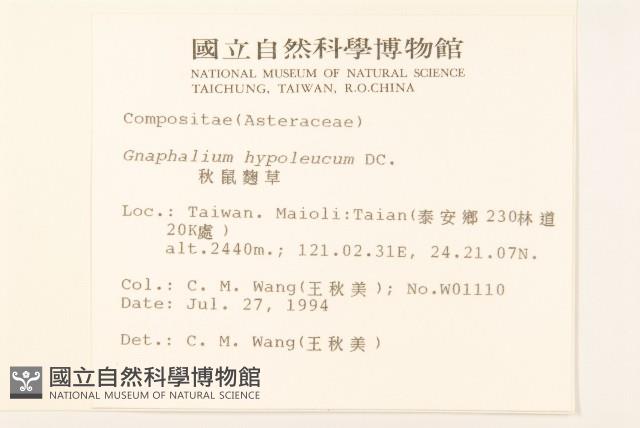 國立自然科學博物館
NATIONAL MUSEUM OF NATURAL SCIENCE
TAICHUNG, TAIWAN, R.O.CHINA
Compositae(Asteraceae)
Gnaphalium hypoleucum DC.
秋鼠麴草
Loc.: Taiwan. Maioli:Taian(泰安鄉230林道
20K處)
alt.2440m.; 121.02.31E, 24.21.07N.
Col.: C. M. Wang(王秋美); No.W01110
Date: Jul. 27, 1994
Det.: C. M. Wang(王秋美)
國立自然科學博物館
NATIONAL MUSEUM OF NATURAL SCIENCE